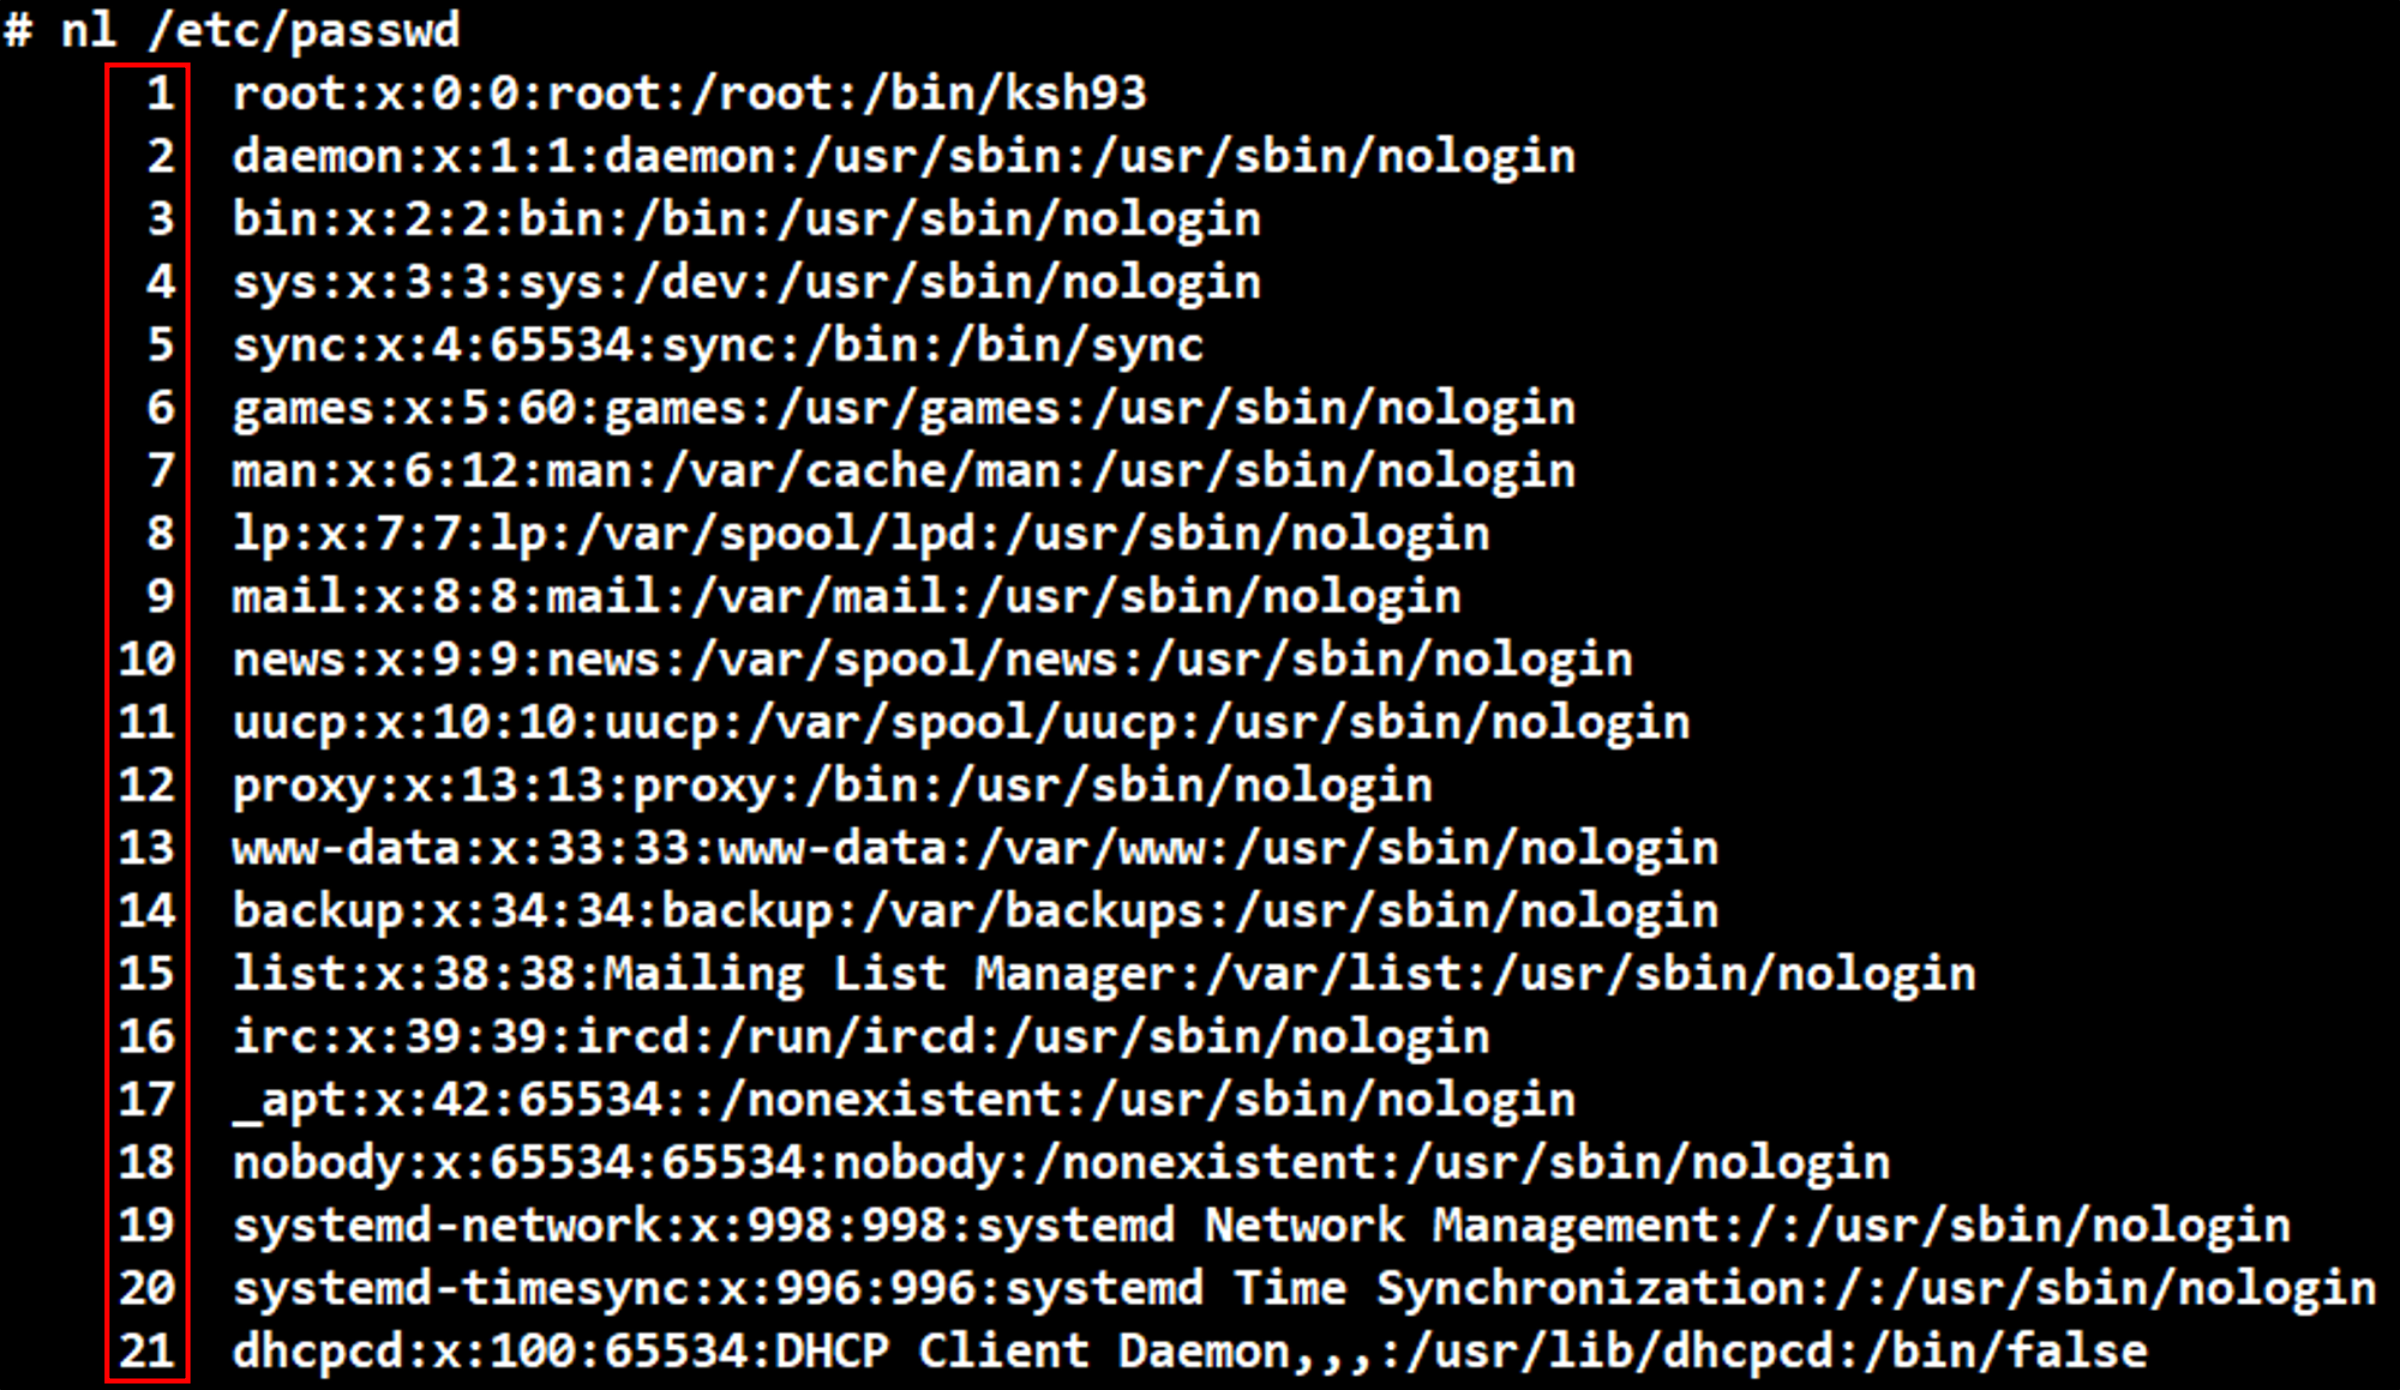 # nl /etc/passwd
1 root:x:0:0:root:/root:/bin/ksh93
2 daemon:x:1:1:daemon:/usr/sbin:/usr/sbin/nologin
3 bin:x:2:2:bin:/bin:/usr/sbin/nologin
4 sys:x:3:3:sys:/dev:/usr/sbin/nologin
5 sync:x:4:65534:sync:/bin:/bin/sync
6 games:x:5:60:games:/usr/games:/usr/sbin/nologin
7 man:x:6:12:man:/var/cache/man:/usr/sbin/nologin
8 lp:x:7:7:lp:/var/spool/lpd:/usr/sbin/nologin
9 mail:x:8:8:mail:/var/mail:/usr/sbin/nologin
10 news:x:9:9:news:/var/spool/news:/usr/sbin/nologin
11 uucp:x:10:10:uucp:/var/spool/uucp:/usr/sbin/nologin
12 proxy:x:13:13:proxy:/bin:/usr/sbin/nologin
13 www-data:x:33:33:www-data:/var/www:/usr/sbin/nologin
14 backup:x:34:34:backup:/var/backups:/usr/sbin/nologin
15 list:x:38:38:Mailing List Manager:/var/list:/usr/sbin/nologin
16 irc:x:39:39:ircd:/run/ircd:/usr/sbin/nologin
17 _apt:x:42:65534::/nonexistent:/usr/sbin/nologin
18 nobody:x:65534:65534:nobody:/nonexistent:/usr/sbin/nologin
19 systemd-network:x:998:998:systemd Network Management:/:/usr/sbin/nologin
20 systemd-timesync:x:996:996:systemd Time Synchronization:/:/usr/sbin/nologin
21 dhcpcd:x:100:65534:DHCP Client Daemon,,,:/usr/lib/dhcpcd:/bin/false